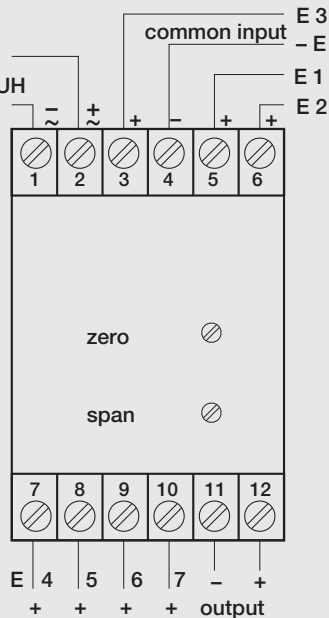 E 3
common input
– E
E 1
UH
E 2
– ~ + ~ + – + +
1 2 3 4 5 6
zero
span
7 8 9 10 11 12
E 4 5 6 7 – +
+ + + + output